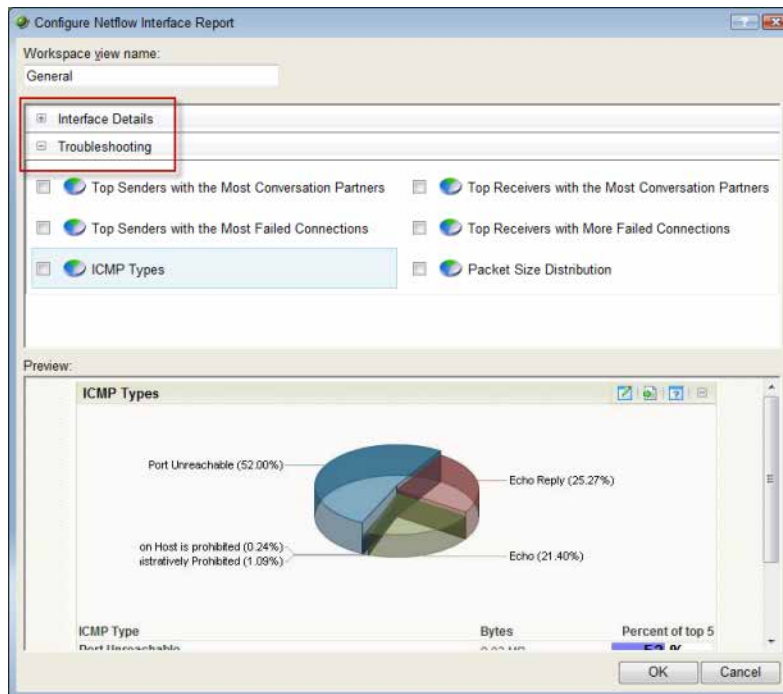 Configure Netflow Interface Report
Workspace view name:
General
Interface Details
Troubleshooting
Top Senders with the Most Conversation Partners
Top Receivers with the Most Conversation Partners
Top Senders with the Most Failed Connections
Top Receivers with More Failed Connections
ICMP Types
Packet Size Distribution
Preview:
ICMP Types
Port Unreachable (52.00%)
Echo Reply (25.27%)
on Host is prohibited (0.24%)
istratively Prohibited (1.09%)
Echo (21.40%)
ICMP Type Bytes Percent of top 5
Port Unreachable 52 %
OK Cancel